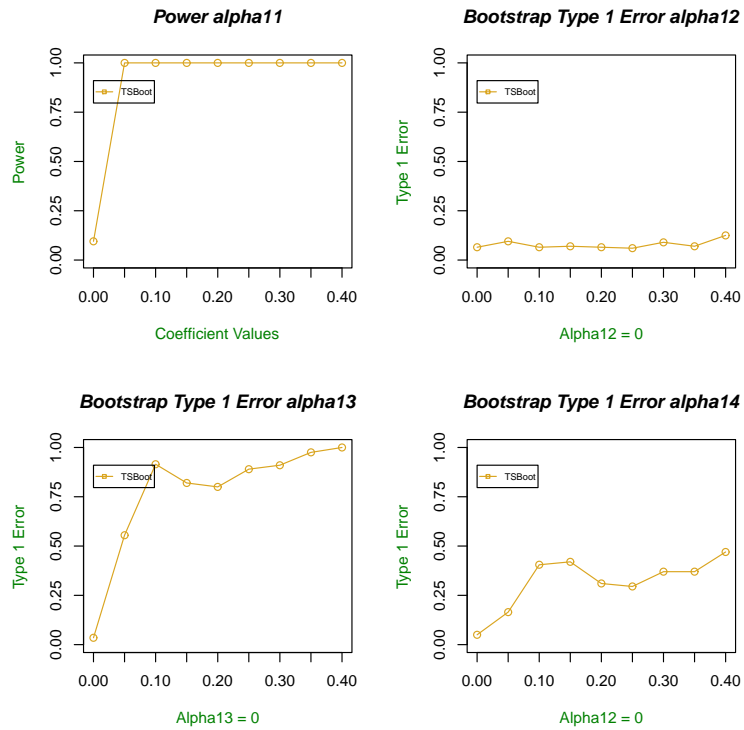 Power alpha11
Power
1.00
0.75
0.50
0.25
0.00
TSBoot
0.00 0.10 0.20 0.30 0.40
Coefficient Values
Bootstrap Type 1 Error alpha12
Type 1 Error
1.00
0.75
0.50
0.25
0.00
TSBoot
0.00 0.10 0.20 0.30 0.40
Alpha12 = 0
Bootstrap Type 1 Error alpha13
Type 1 Error
1.00
0.75
0.50
0.25
0.00
TSBoot
0.00 0.10 0.20 0.30 0.40
Alpha13 = 0
Bootstrap Type 1 Error alpha14
Type 1 Error
1.00
0.75
0.50
0.25
0.00
TSBoot
0.00 0.10 0.20 0.30 0.40
Alpha12 = 0